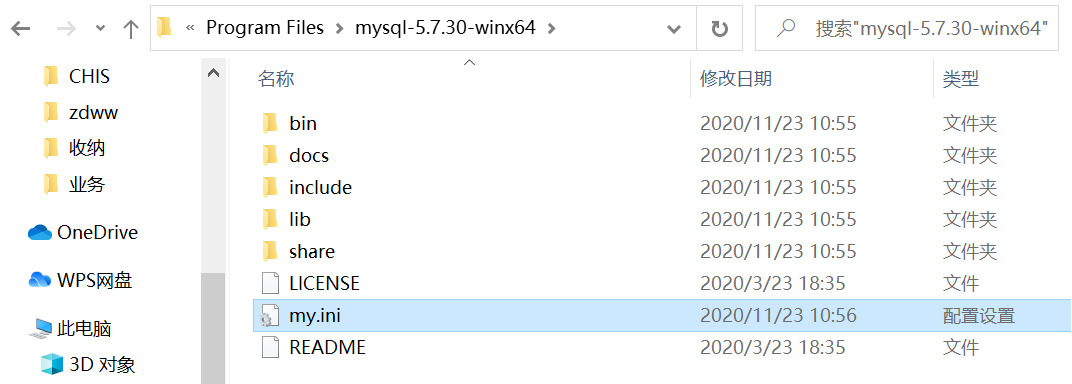 « Program Files > mysql-5.7.30-winx64 >
搜索"mysql-5.7.30-winx64"
CHIS
zdww
收纳
业务
OneDrive
WPS网盘
此电脑
3D 对象
名称 修改日期 类型
bin 2020/11/23 10:55 文件夹
docs 2020/11/23 10:55 文件夹
include 2020/11/23 10:55 文件夹
lib 2020/11/23 10:55 文件夹
share 2020/11/23 10:55 文件夹
LICENSE 2020/3/23 18:35 文件
my.ini 2020/11/23 10:56 配置设置
README 2020/3/23 18:35 文件